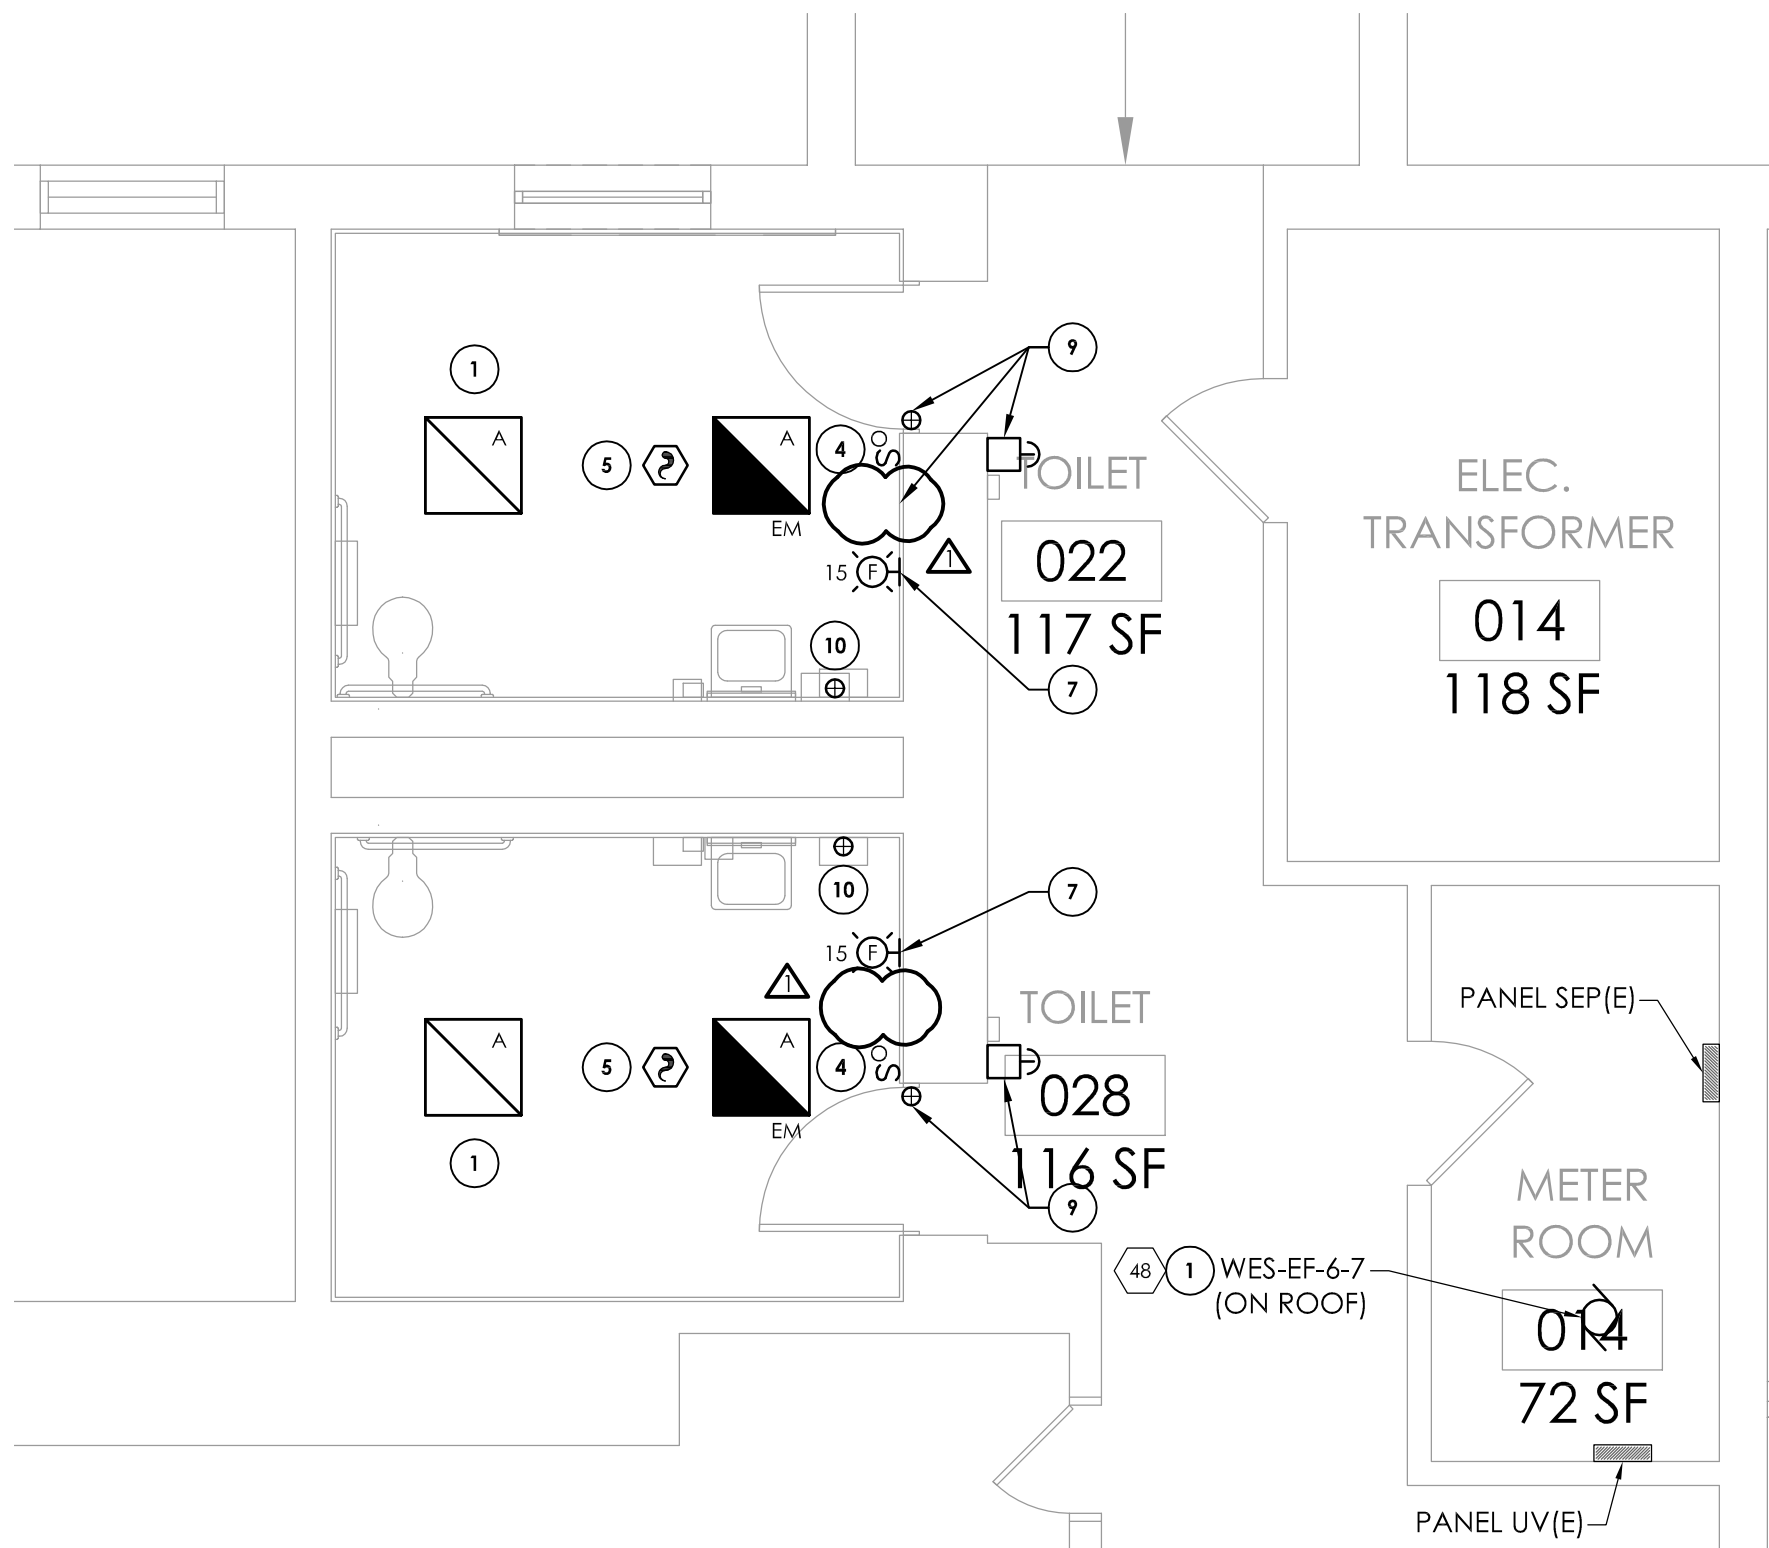 9
1
A
5
A
4
S
EM
TOILET
022
117 SF
ELEC.
TRANSFORMER
014
118 SF
1
15
F
10
7
10
7
15
F
1
TOILET
028
116 SF
PANEL SEP(E)
A
5
A
4
S
EM
1
9
METER
ROOM
014
72 SF
48
1
WES-EF-6-7
(ON ROOF)
PANEL UV(E)